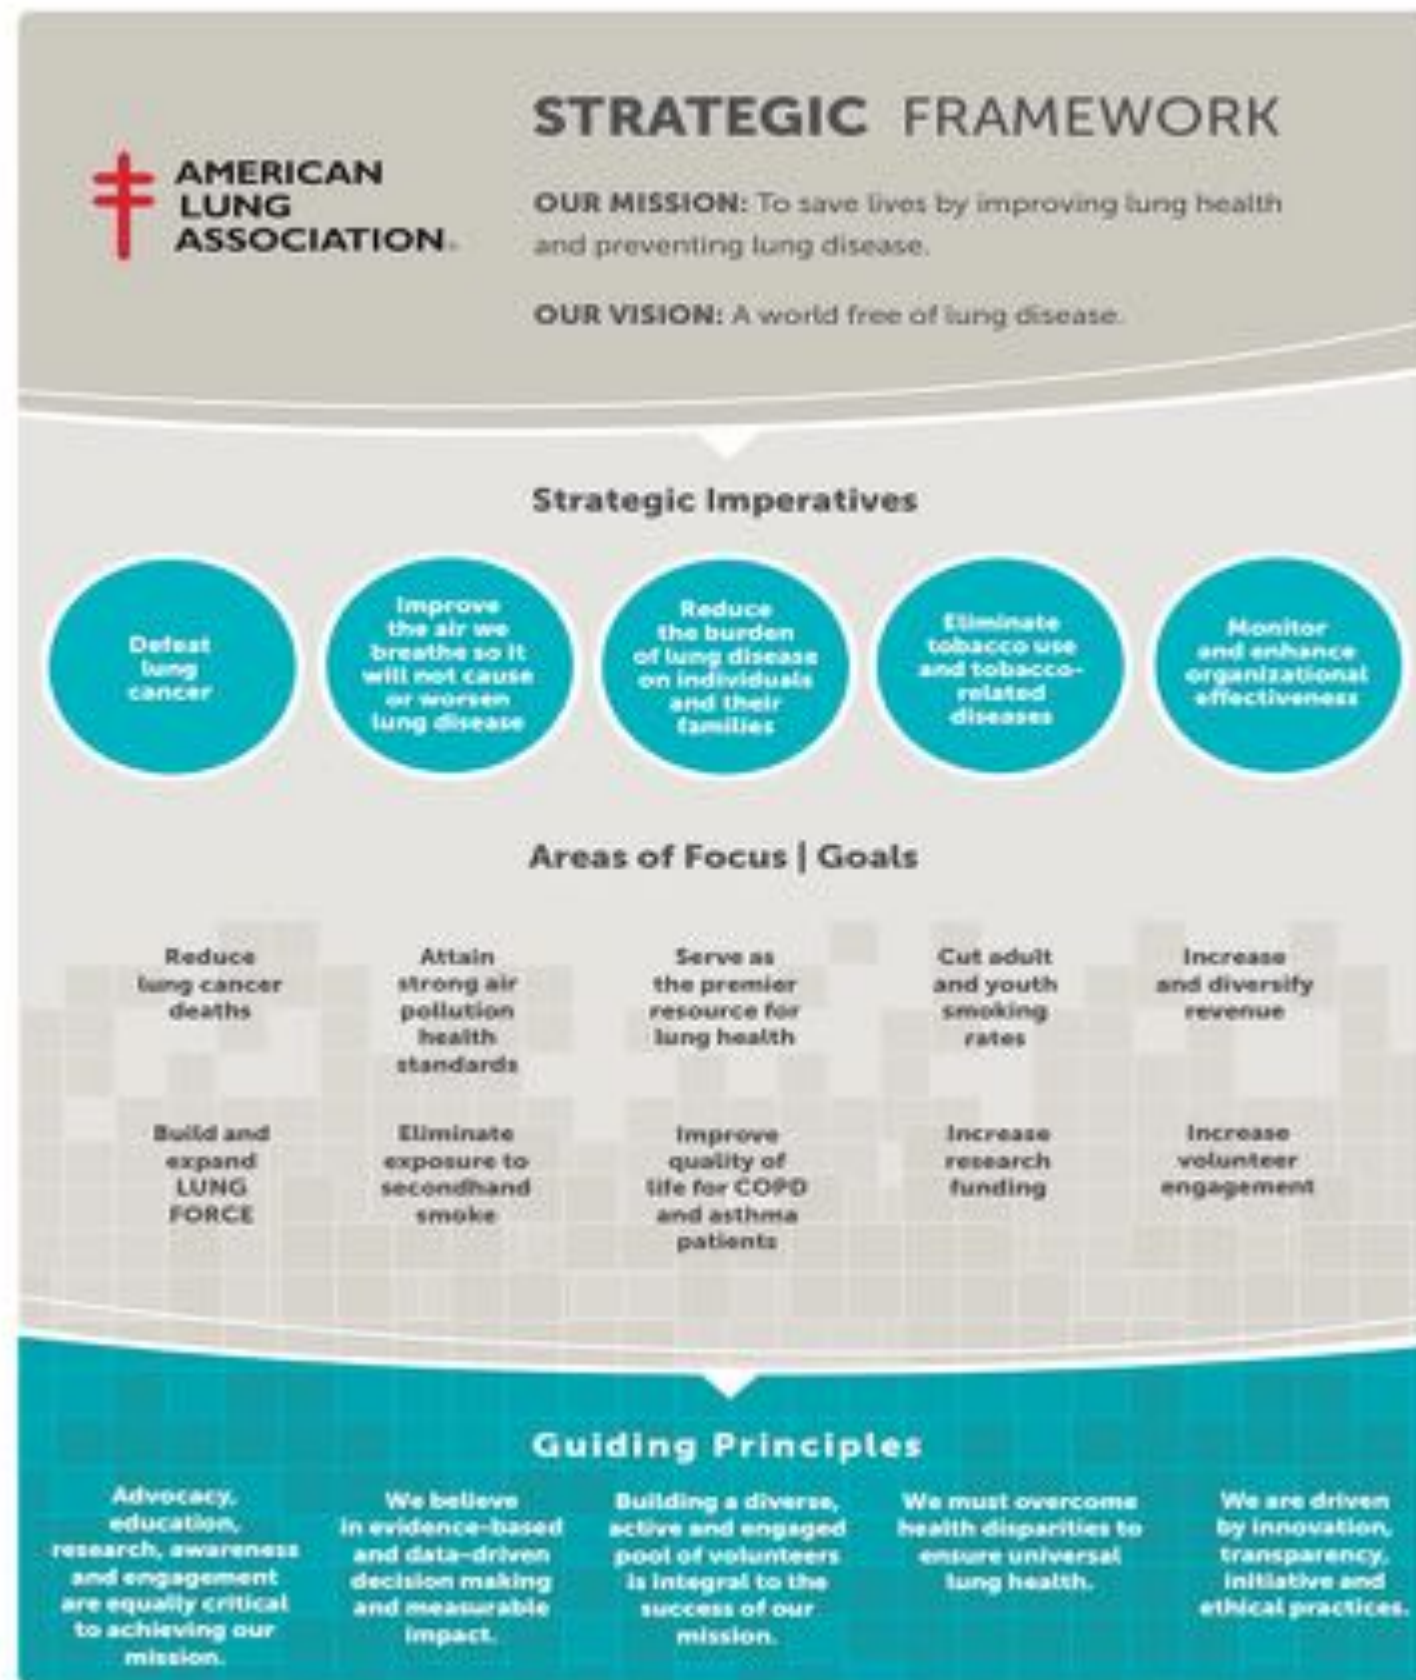 STRATEGIC FRAMEWORK
AMERICAN
LUNG
ASSOCIATION®
OUR MISSION: To save lives by improving lung health
and preventing lung disease.
OUR VISION: A world free of lung disease.
Strategic Imperatives
Defeat
lung
cancer
Improve
the air we
breathe so it
will not cause
or worsen
lung disease
Reduce
the burden
of lung disease
on individuals
and their
families
Eliminate
tobacco use
and tobacco-
related
diseases
Monitor
and enhance
organizational
effectiveness
Areas of Focus | Goals
Reduce
lung cancer
deaths
Attain
strong air
pollution
health
standards
Serve as
the premier
resource for
lung health
Cut adult
and youth
smoking
rates
Increase
and diversify
revenue
Build and
expand
LUNG
FORCE
Eliminate
exposure to
secondhand
smoke
Improve
quality of
life for COPD
and asthma
patients
Increase
research
funding
Increase
volunteer
engagement
Guiding Principles
Advocacy,
education,
research, awareness
and engagement
are equally critical
to achieving our
mission.
We believe
in evidence-based
and data-driven
decision making
and measurable
impact.
Building a diverse,
active and engaged
pool of volunteers
is integral to the
success of our
mission.
We must overcome
health disparities to
ensure universal
lung health.
We are driven
by innovation,
transparency,
initiative and
ethical practices.